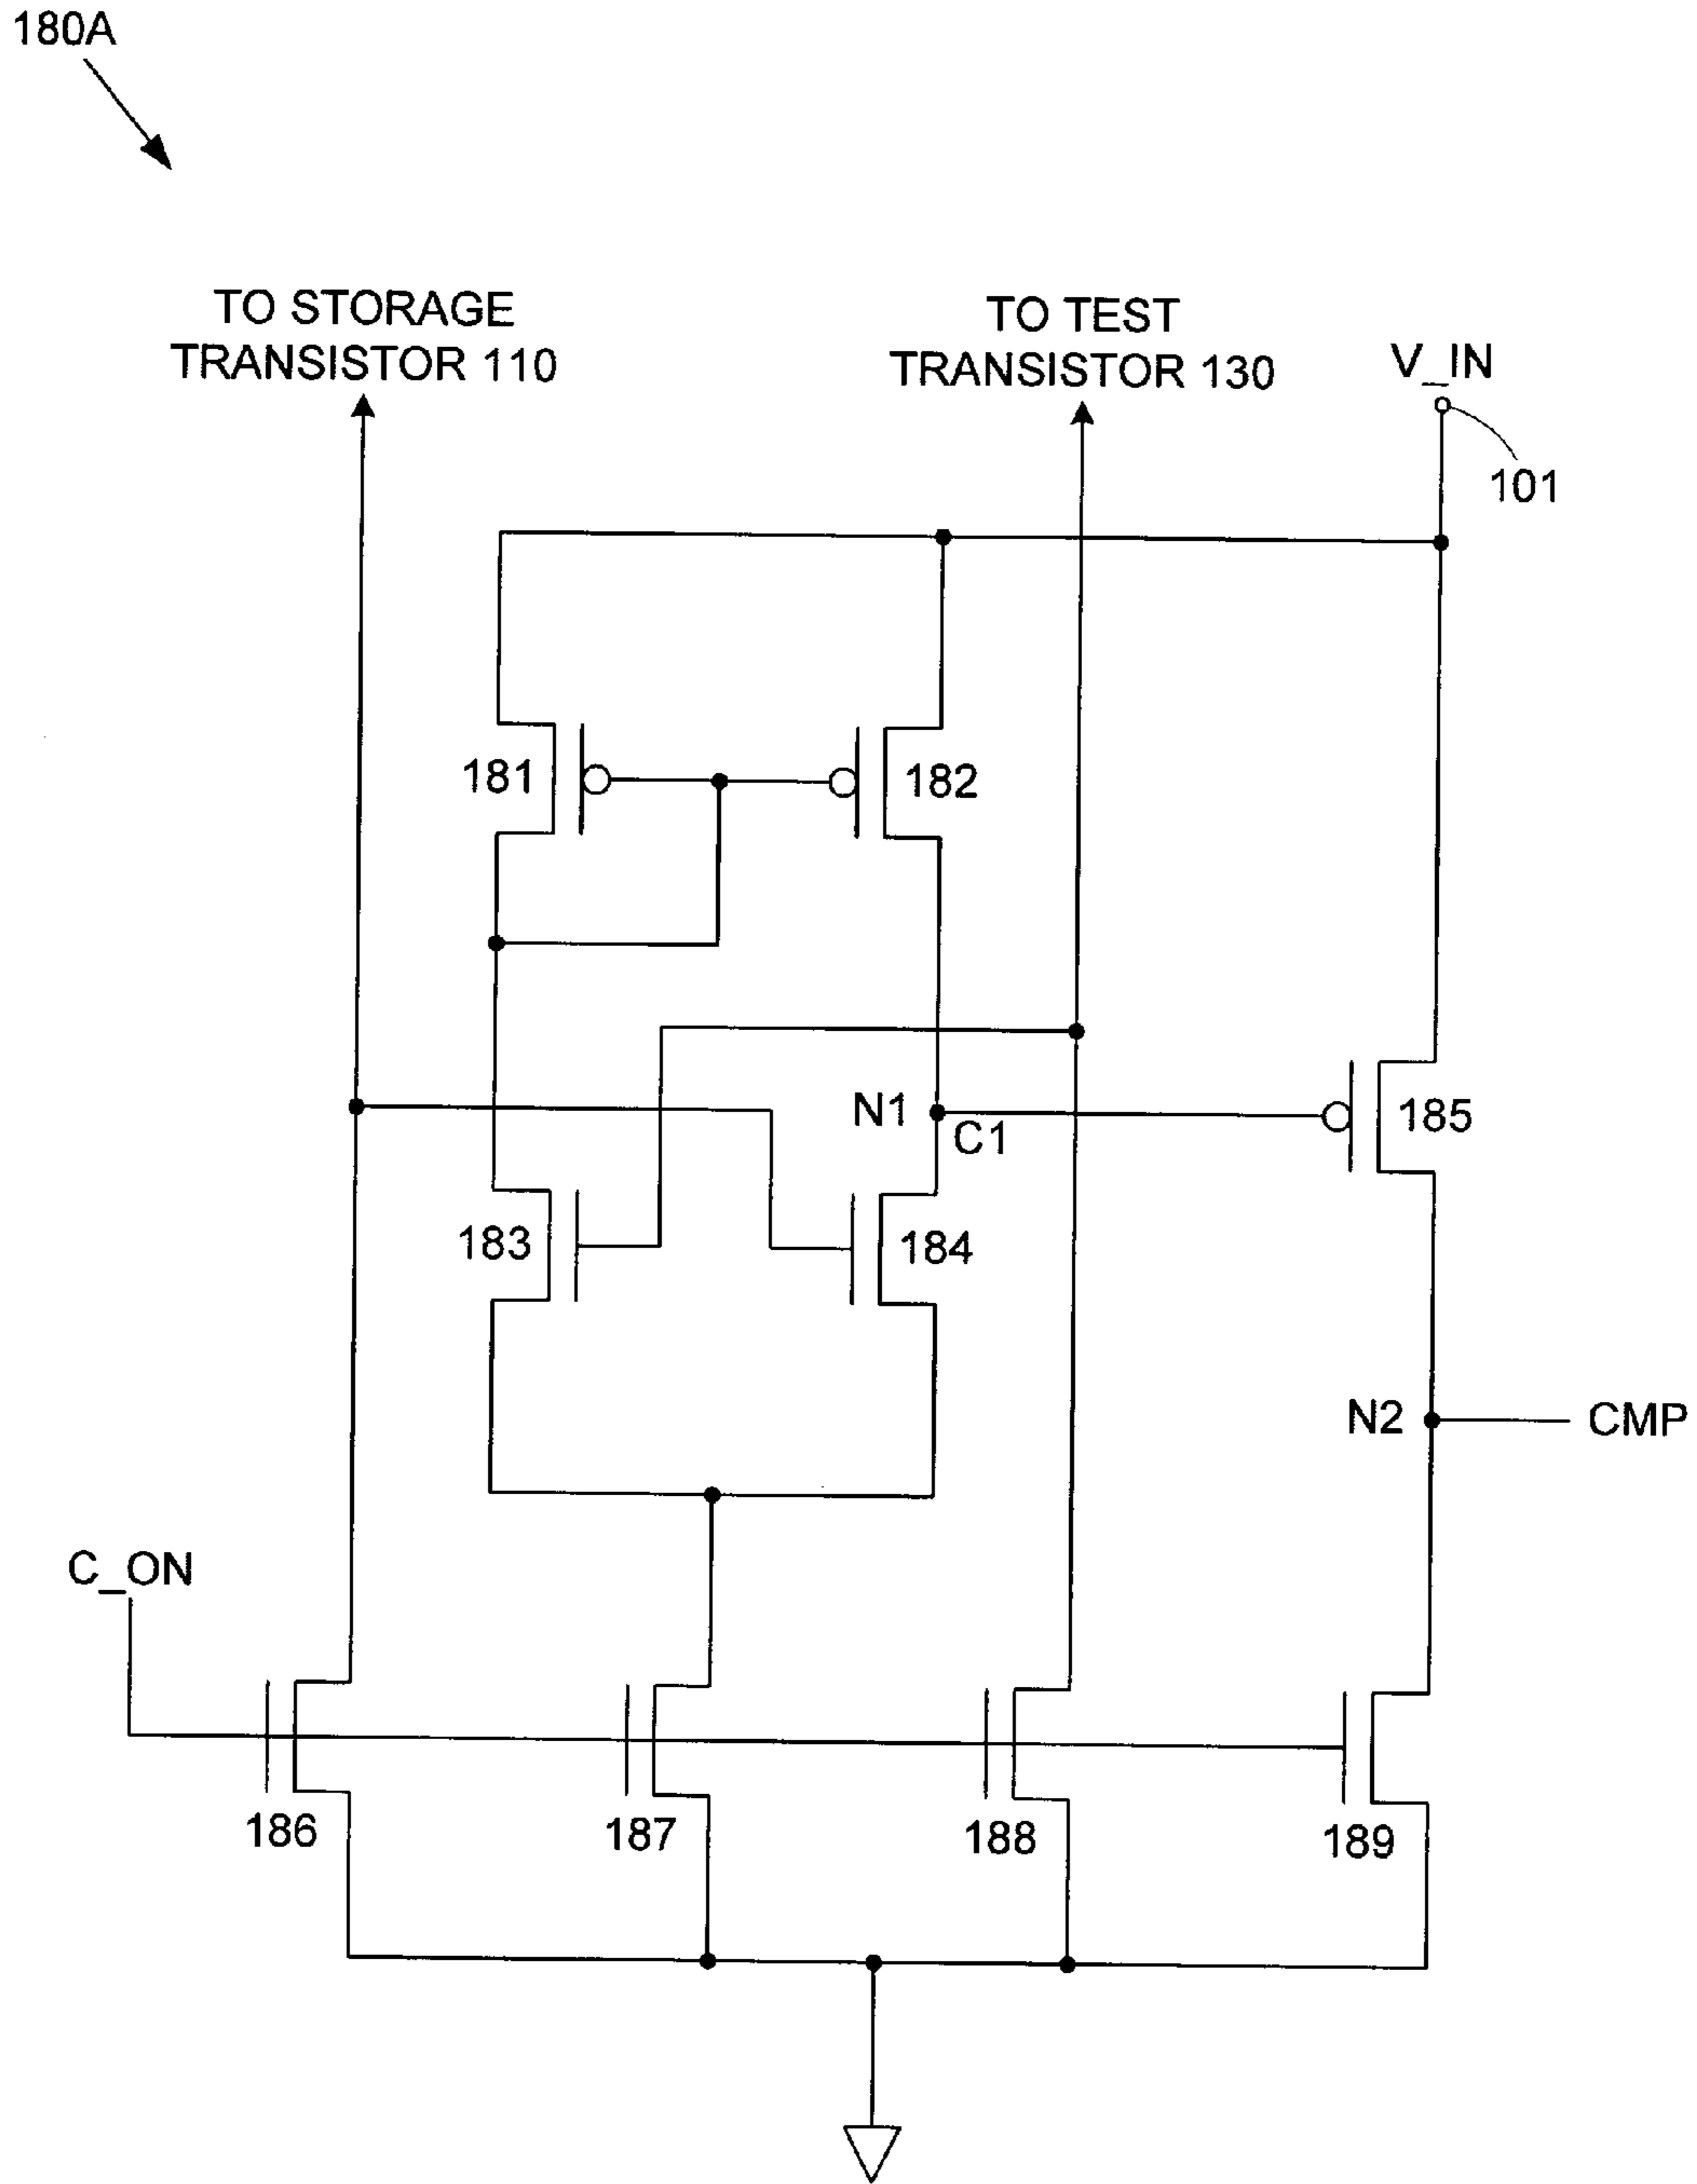 180A
TO STORAGE
TRANSISTOR 110
TO TEST
TRANSISTOR 130
V_IN
101
181
182
N1
C1
185
183
184
N2
CMP
C_ON
186
187
188
189